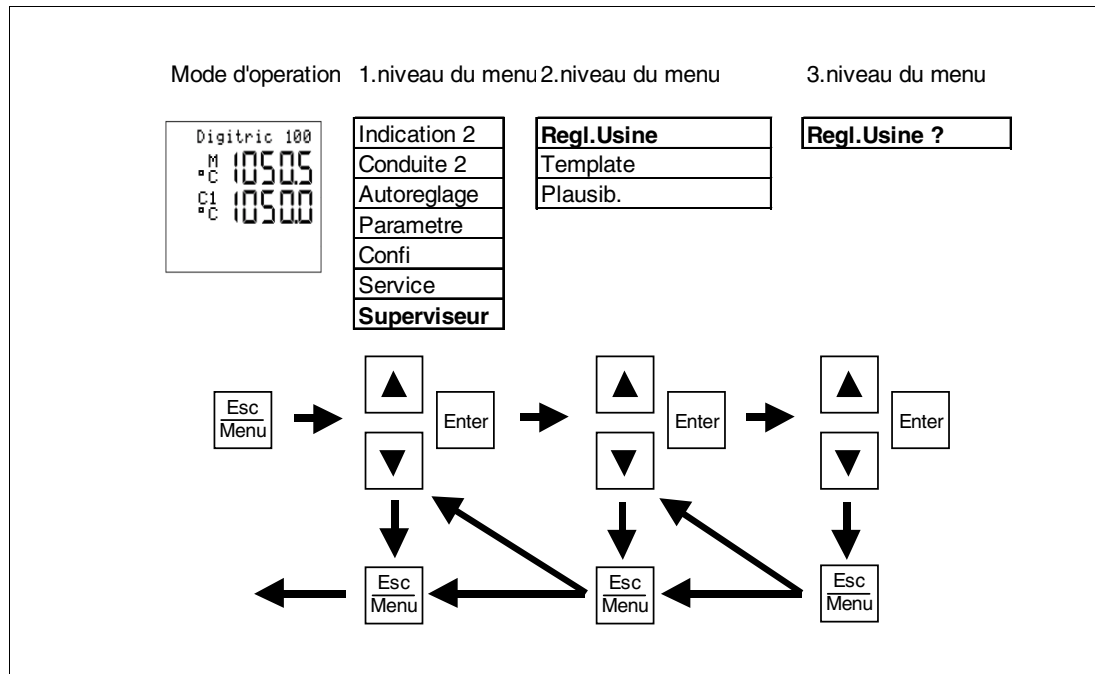 Mode d'operation 1.niveau du menu 2.niveau du menu 3.niveau du menu
Digitric 100
M
°C 1050.5
C1
°C 1050.0
Indication 2
Conduite 2
Autoreglage
Parametre
Confi
Service
Superviseur
Regl.Usine
Template
Plausib.
Regl.Usine ?
Esc
Menu
▲
Enter
▼
▲
Enter
▼
▲
Enter
▼
Esc
Menu
Esc
Menu
Esc
Menu